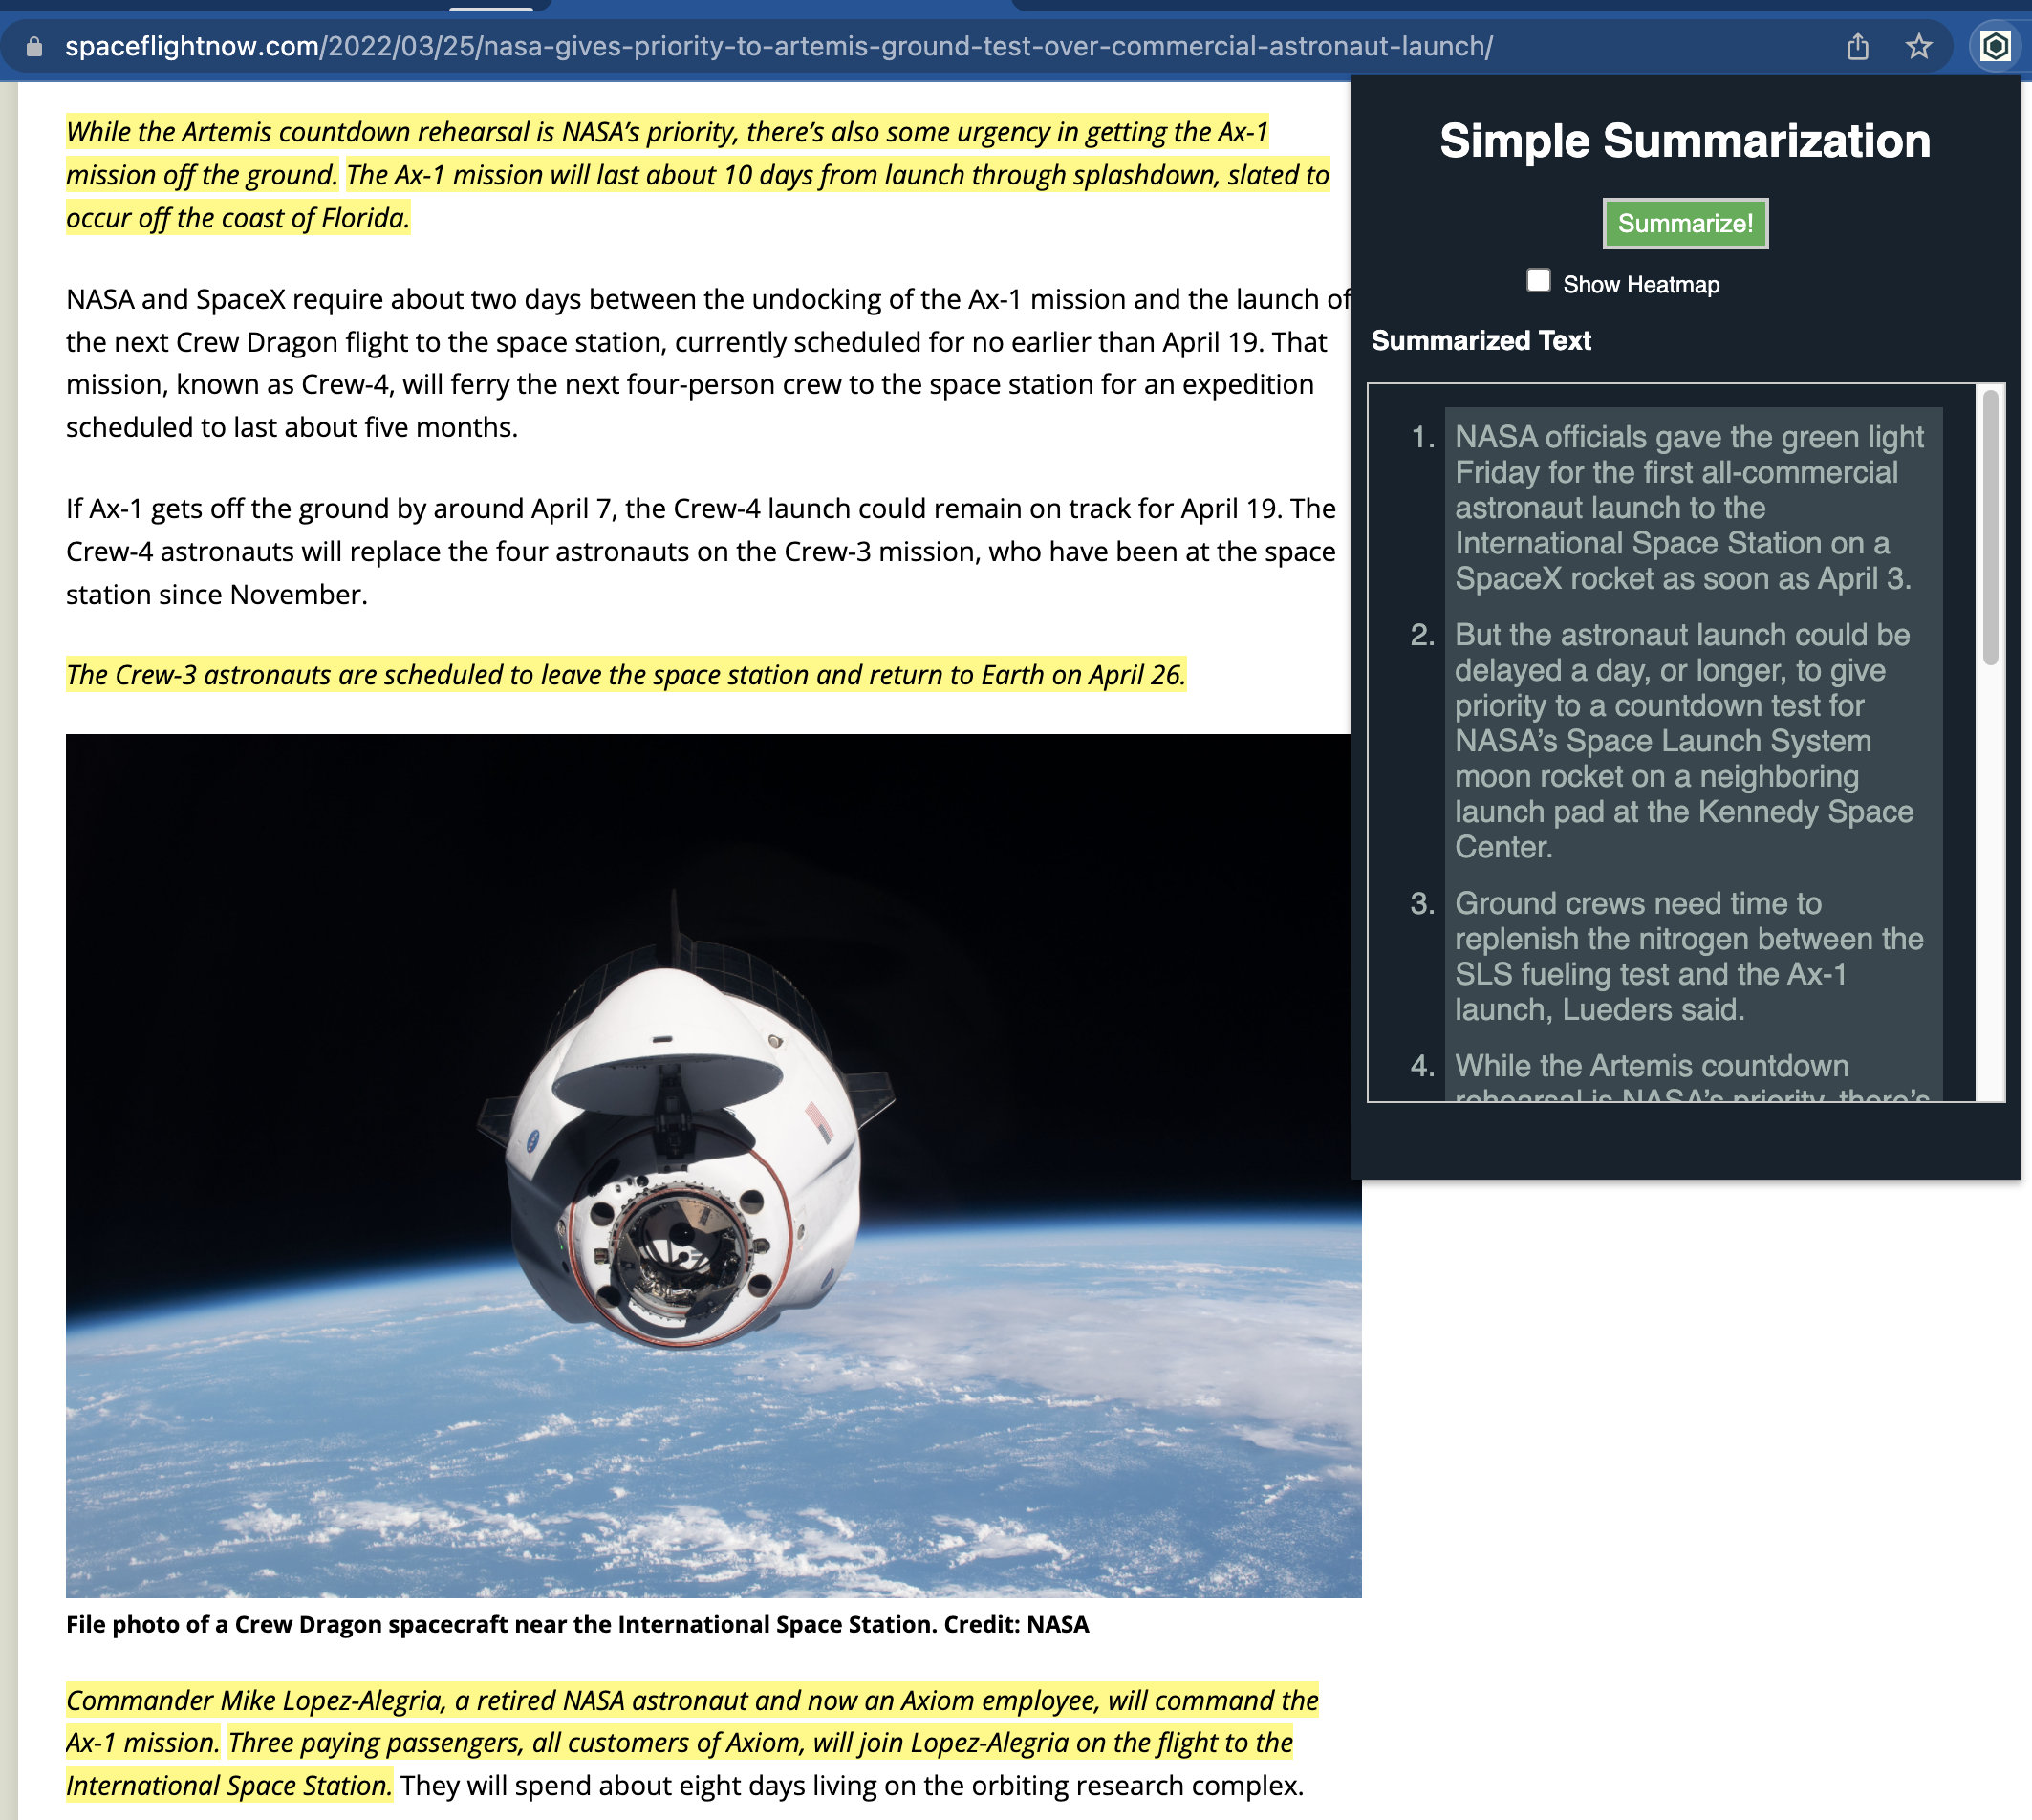 spaceflightnow.com/2022/03/25/nasa-gives-priority-to-artemis-ground-test-over-commercial-astronaut-launch/
While the Artemis countdown rehearsal is NASA’s priority, there’s also some urgency in getting the Ax-1
mission off the ground. The Ax-1 mission will last about 10 days from launch through splashdown, slated to
occur off the coast of Florida.
NASA and SpaceX require about two days between the undocking of the Ax-1 mission and the launch of
the next Crew Dragon flight to the space station, currently scheduled for no earlier than April 19. That
mission, known as Crew-4, will ferry the next four-person crew to the space station for an expedition
scheduled to last about five months.
If Ax-1 gets off the ground by around April 7, the Crew-4 launch could remain on track for April 19. The
Crew-4 astronauts will replace the four astronauts on the Crew-3 mission, who have been at the space
station since November.
The Crew-3 astronauts are scheduled to leave the space station and return to Earth on April 26.
File photo of a Crew Dragon spacecraft near the International Space Station. Credit: NASA
Commander Mike Lopez-Alegria, a retired NASA astronaut and now an Axiom employee, will command the
Ax-1 mission. Three paying passengers, all customers of Axiom, will join Lopez-Alegria on the flight to the
International Space Station. They will spend about eight days living on the orbiting research complex.
Simple Summarization
Summarize!
Show Heatmap
Summarized Text
1. NASA officials gave the green light
Friday for the first all-commercial
astronaut launch to the
International Space Station on a
SpaceX rocket as soon as April 3.
2. But the astronaut launch could be
delayed a day, or longer, to give
priority to a countdown test for
NASA’s Space Launch System
moon rocket on a neighboring
launch pad at the Kennedy Space
Center.
3. Ground crews need time to
replenish the nitrogen between the
SLS fueling test and the Ax-1
launch, Lueders said.
4. While the Artemis countdown
rehearsal is NASA’s priority, there’s